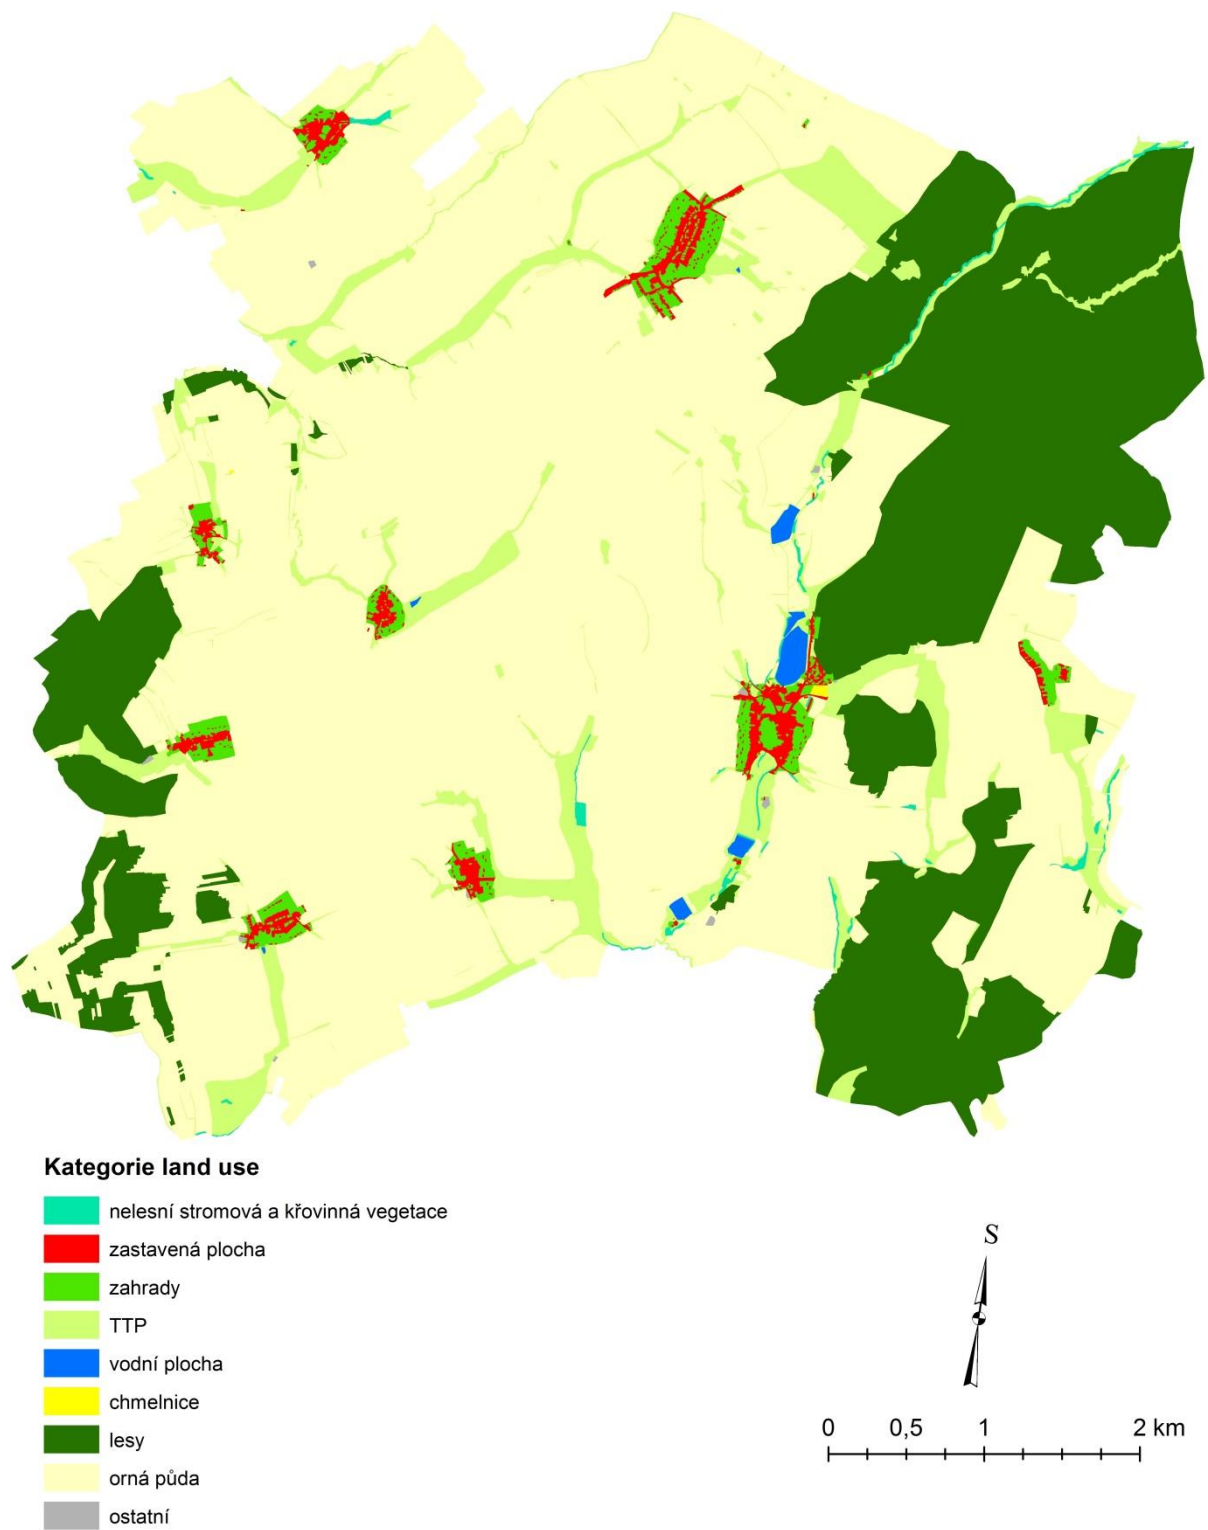 Kategorie land use
nelesní stromová a křovinná vegetace
zastavená plocha
zahrady
TTP
vodní plocha
chmelnice
lesy
orná půda
ostatní
S
0 0,5 1 2 km